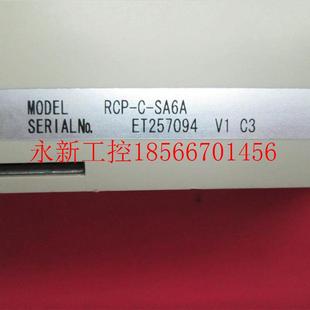 MODEL RCP-C-SA6A
SERIALNo. ET257094 V1 C3
永新工控18566701456